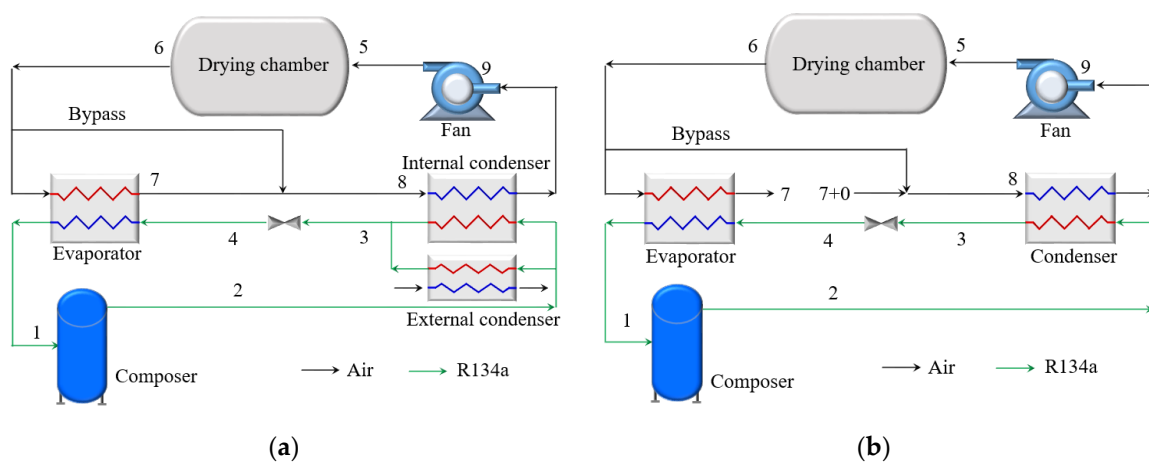 6
Drying chamber
5
9
Fan
Bypass
Internal condenser
7
8
4
3
Evaporator
External condenser
2
1
Composer
Air
R134a
(a)
6
Drying chamber
5
9
Fan
Bypass
7
7+0
8
4
3
Evaporator
Condenser
2
1
Composer
Air
R134a
(b)